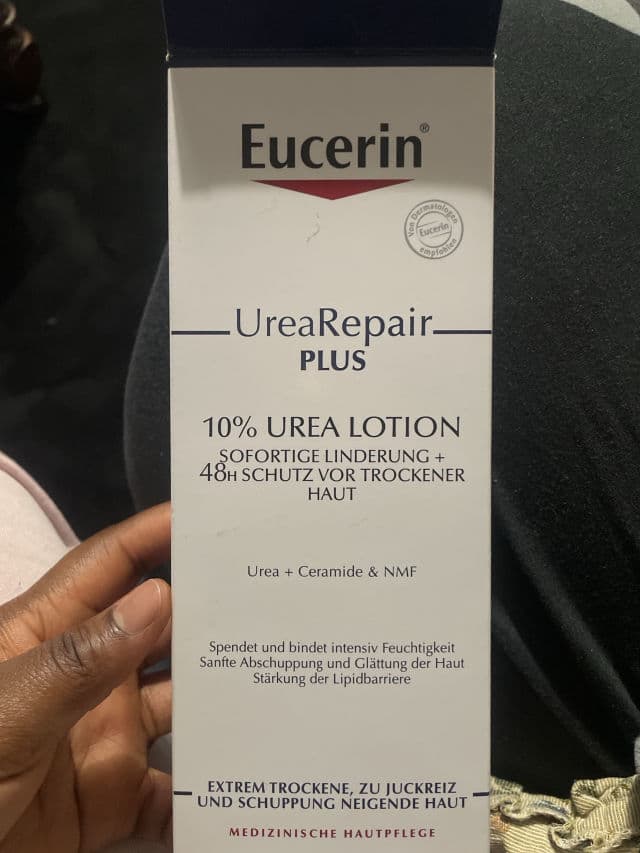 Eucerin®
Von Dermatologen
Eucerin
empfohlen
UreaRepair
PLUS
10% UREA LOTION
SOFORTIGE LINDERUNG +
48H SCHUTZ VOR TROCKENER
HAUT
Urea + Ceramide & NMF
Spendet und bindet intensiv Feuchtigkeit
Sanfte Abschuppung und Glättung der Haut
Stärkung der Lipidbarriere
EXTREM TROCKENE, ZU JUCKREIZ
UND SCHUPPUNG NEIGENDE HAUT
MEDIZINISCHE HAUTPFLEGE